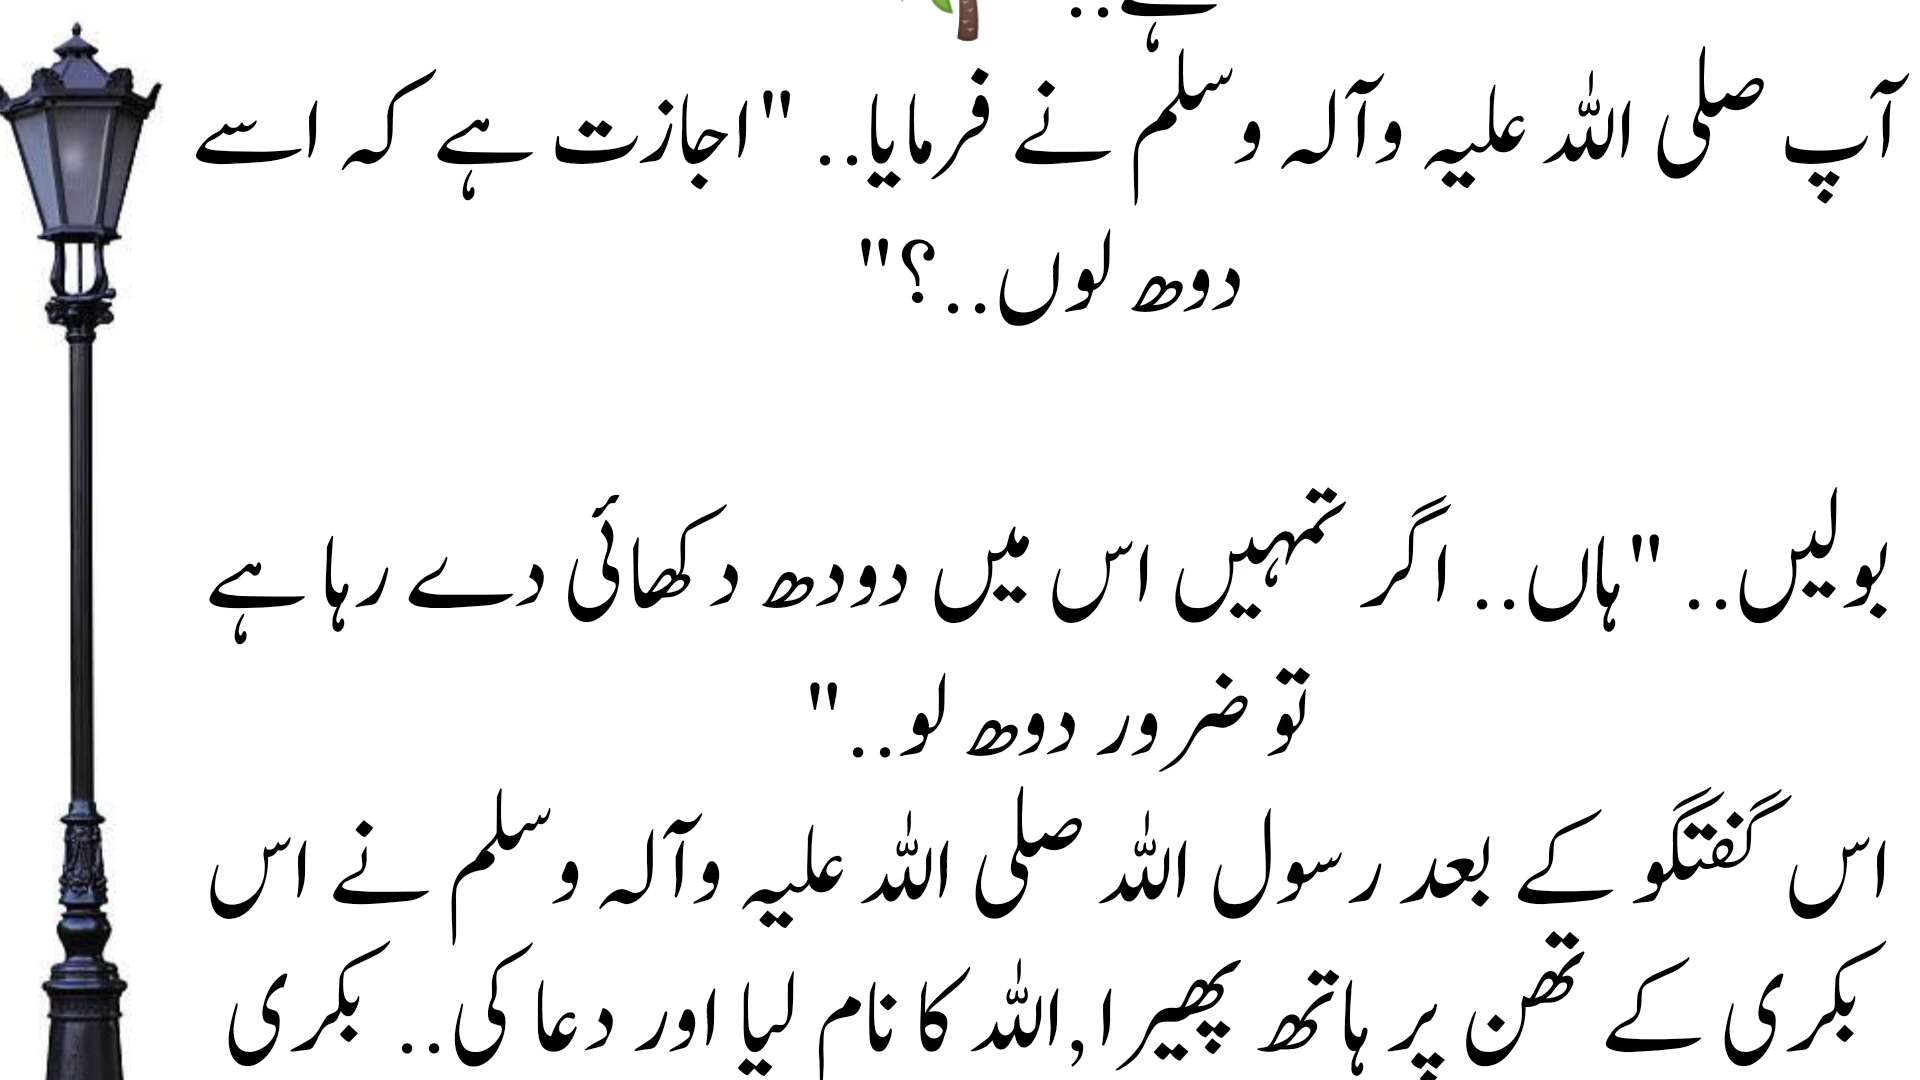 ہے..
آپ صلی اللہ علیہ وآلہ وسلّم نے فرمایا.. "اجازت ہے کہ اسے
دوھ لوں..؟"
بولیں.. "ہاں.. اگر تمہیں اس میں دودھ دکھائی دے رہا ہے
تو ضرور دوھ لو.."
اس گفتگو کے بعد رسول اللہ صلی اللہ علیہ وآلہ وسلم نے اس
بکری کے تھن پر ہاتھ پھیرا,اللہ کا نام لیا اور دعا کی.. بکری